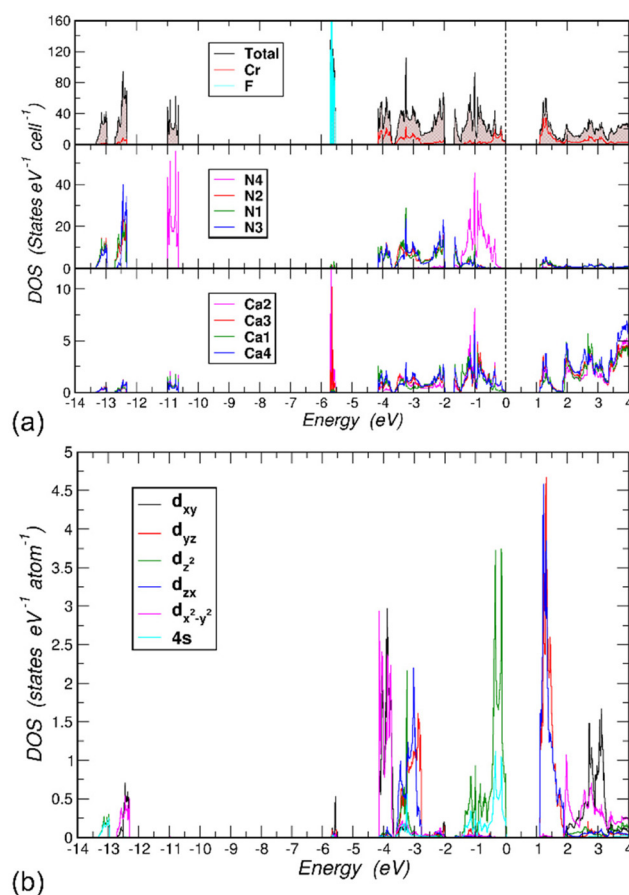 160
120
80
40
0
Total
Cr
F
40
20
0
N4
N2
N1
N3
DOS (States eV-1 cell-1)
10
5
0
Ca2
Ca3
Ca1
Ca4
-14 -13 -12 -11 -10 -9 -8 -7 -6 -5 -4 -3 -2 -1 0 1 2 3 4
(a) Energy (eV)
5
4.5
4
3.5
3
2.5
2
1.5
1
0.5
0
dxy
dyz
dz2
dzx
dx2-y2
4s
DOS (states eV-1 atom-1)
-14 -13 -12 -11 -10 -9 -8 -7 -6 -5 -4 -3 -2 -1 0 1 2 3 4
(b) Energy (eV)